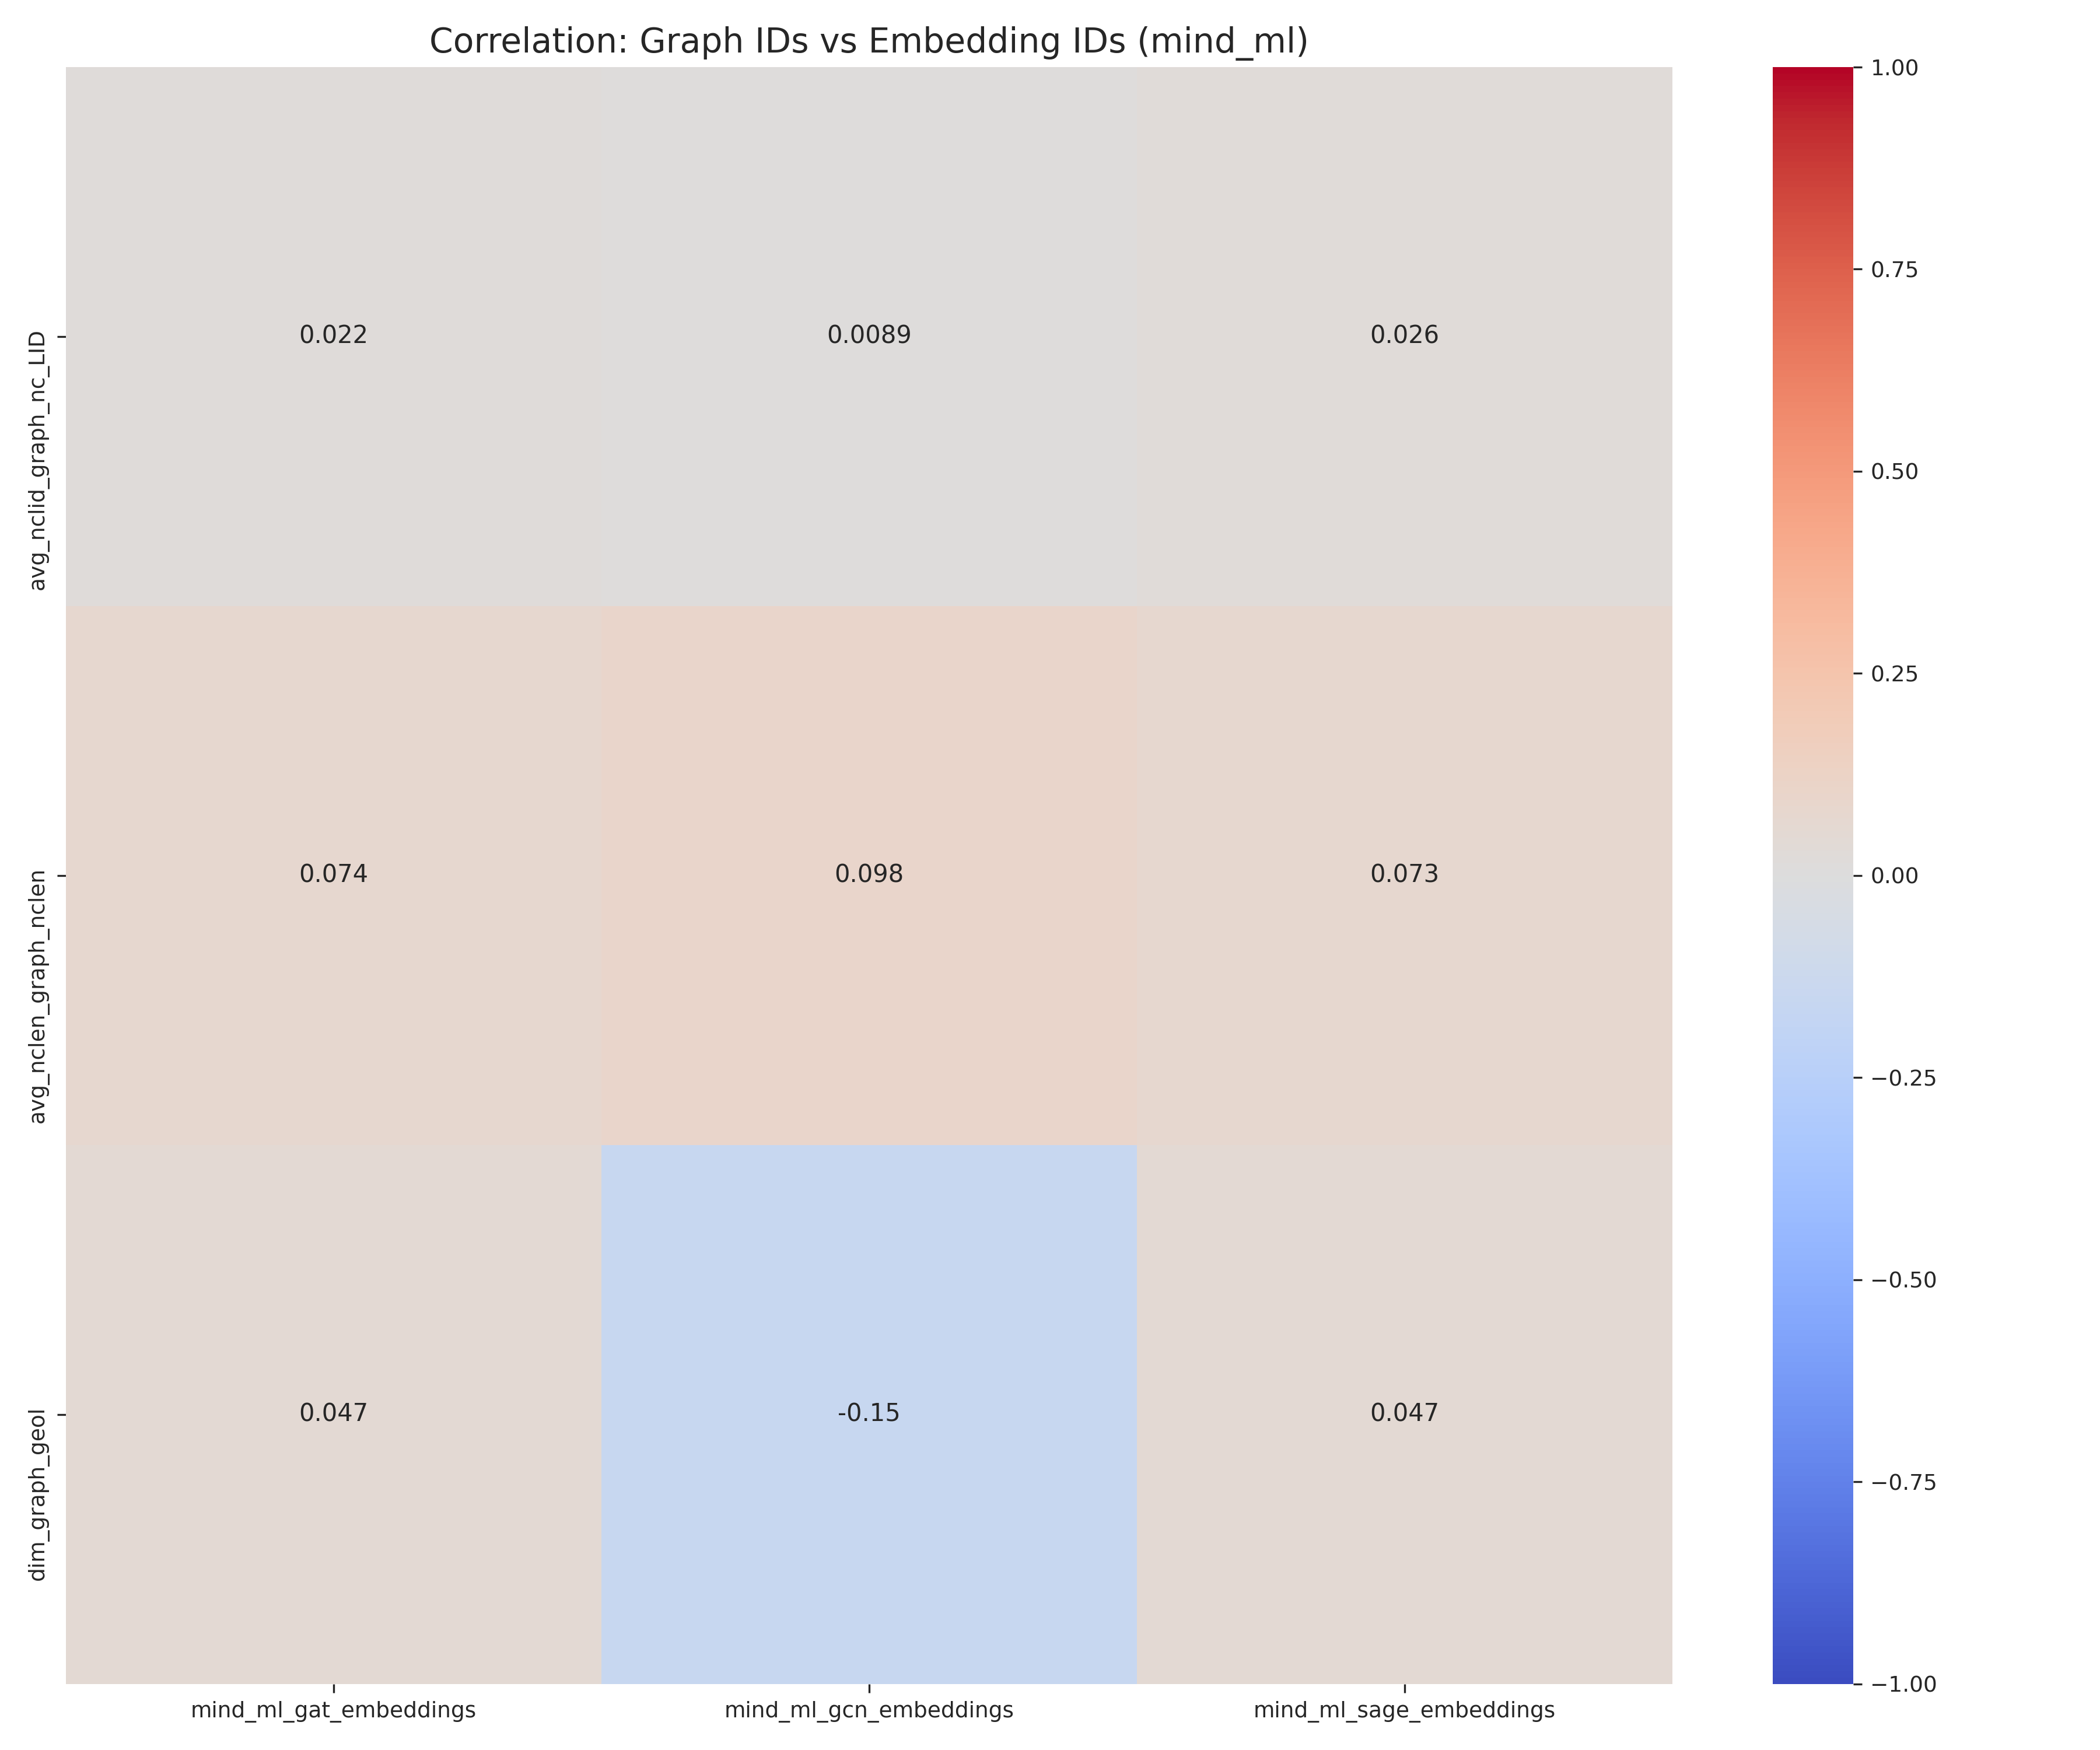 Correlation: Graph IDs vs Embedding IDs (mind_ml)
avg_nclid_graph_nc_LID
0.022
0.0089
0.026
avg_nclen_graph_nclen
0.074
0.098
0.073
dim_graph_geol
0.047
-0.15
0.047
mind_ml_gat_embeddings
mind_ml_gcn_embeddings
mind_ml_sage_embeddings
1.00
0.75
0.50
0.25
0.00
−0.25
−0.50
−0.75
−1.00